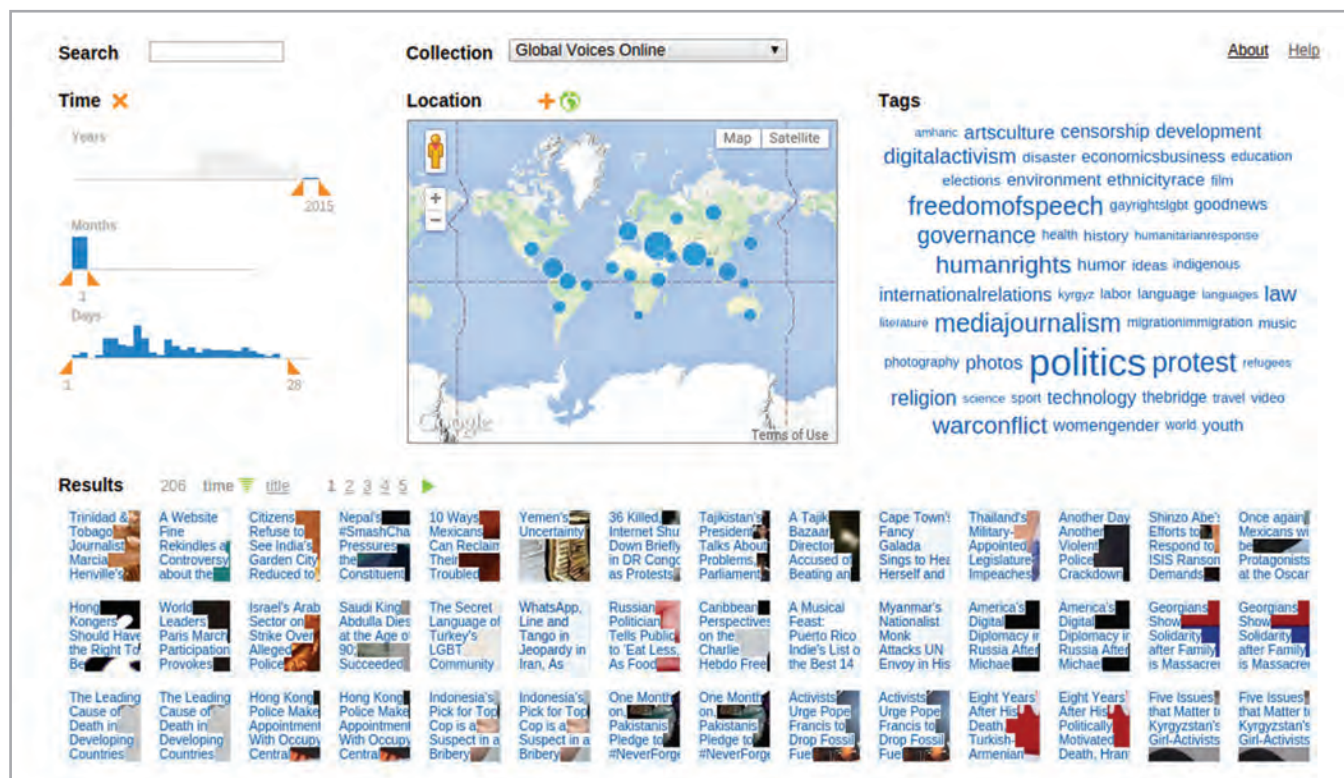 Search
Collection Global Voices Online
About Help
Time
Location
Tags
Years
2015
Months
1
Days
1 28
Map Satellite
+
−
Google
Terms of Use
amharic artsculture censorship development
digitalactivism disaster economicsbusiness education
elections environment ethnicityrace film
freedomofspeech gayrightslgbt goodnews
governance health history humanitarianresponse
humanrights humor ideas indigenous
internationalrelations kyrgyz labor language languages law
literature mediajournalism migrationimmigration music
photography photos politics protest refugees
religion science sport technology thebridge travel video
warconflict womengender world youth
Results 206 time title 1 2 3 4 5
Trinidad &
Tobago
Journalist
Marcia
Henville's
A Website
Fine
Rekindles a
Controversy
about the
Citizens
Refuse to
See India's
Garden City
Reduced to
Nepal's
#SmashCha
Pressures
the
Constituent
10 Ways
Mexicans
Can Reclaim
Their
Troubled
Yemen's
Uncertainty
36 Killed,
Internet Shu
Down Briefly
in DR Congo
as Protests
Tajikistan's
President
Talks About
Problems,
Parliament
A Tajik
Bazaar
Director
Accused of
Beating an
Cape Town's
Fancy
Galada
Sings to Hea
Herself and
Thailand's
Military-
Appointed
Legislature
Impeaches
Another Day
Another
Violent
Police
Crackdown
Shinzo Abe's
Efforts to
Respond to
ISIS Ransom
Demands
Once again
Mexicans wi
be
Protagonists
at the Oscar
Hong
Kongers
Should Have
the Right To
Be
World
Leaders'
Paris March
Participation
Provokes
Israel's Arab
Sector on
Strike Over
Alleged
Police
Saudi King
Abdulla Dies
at the Age of
90,
Succeeded
The Secret
Language of
Turkey's
LGBT
Community
WhatsApp,
Line and
Tango in
Jeopardy in
Iran, As
Russian
Politician
Tells Public
to 'Eat Less,
As Food
Caribbean
Perspectives
on the
Charlie
Hebdo Free
A Musical
Feast:
Puerto Rico
Indie's List o
the Best 14
Myanmar's
Nationalist
Monk
Attacks UN
Envoy in His
America's
Digital
Diplomacy in
Russia After
Michael
America's
Digital
Diplomacy in
Russia After
Michael
Georgians
Show
Solidarity
after Family
is Massacre
Georgians
Show
Solidarity
after Family
is Massacre
The Leading
Cause of
Death in
Developing
Countries
The Leading
Cause of
Death in
Developing
Countries
Hong Kong
Police Make
Appointment
With Occupy
Central
Hong Kong
Police Make
Appointment
With Occupy
Central
Indonesia's
Pick for Top
Cop is a
Suspect in a
Bribery
Indonesia's
Pick for Top
Cop is a
Suspect in a
Bribery
One Month
on
Pakistanis
Pledge to
#NeverForge
One Month
on
Pakistanis
Pledge to
#NeverForge
Activists
Urge Pope
Francis to
Drop Fossil
Fue
Activists
Urge Pope
Francis to
Drop Fossil
Fue
Eight Years
After His
Death,
Turkish-
Armenian
Eight Years
After His
Politically
Motivated
Death, Hran
Five Issues
that Matter t
Kyrgyzstan's
Girl-Activists
Five Issues
that Matter t
Kyrgyzstan's
Girl-Activists